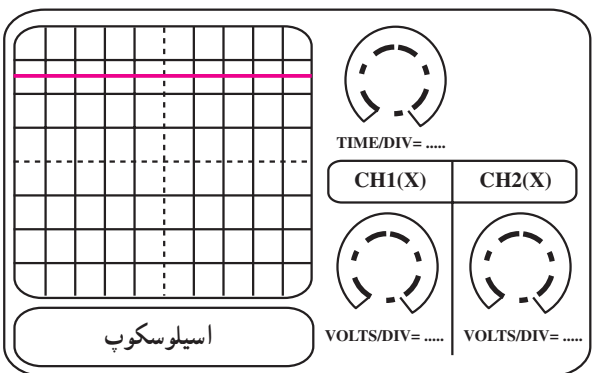 TIME/DIV= .....
CH1(X) CH2(X)
VOLTS/DIV= ..... VOLTS/DIV= .....
اسیلوسکوپ